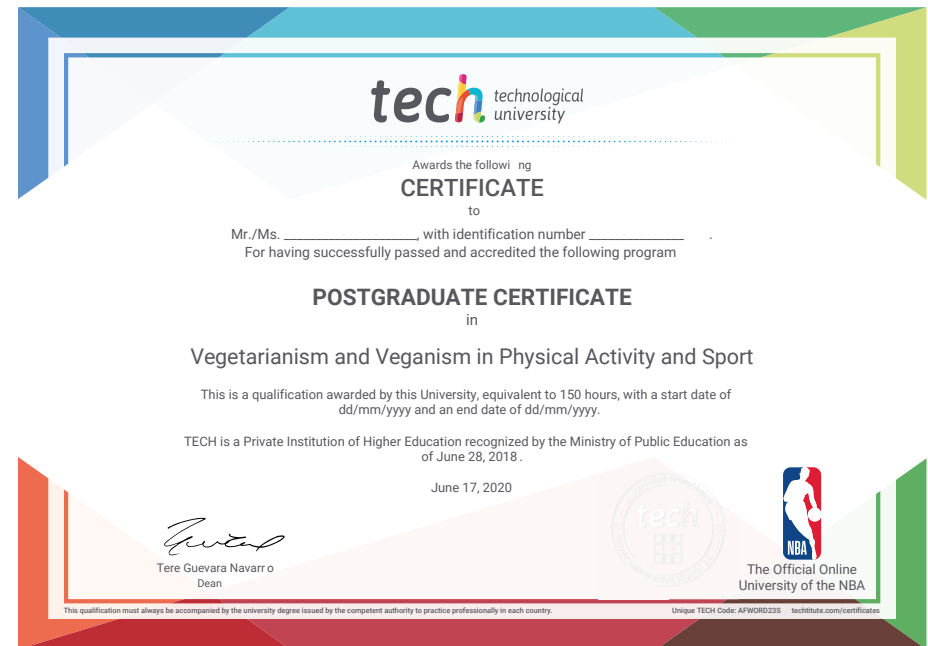 tech technological
university
Awards the followi ng
CERTIFICATE
to
Mr./Ms. ___________________, with identification number ______________ .
For having successfully passed and accredited the following program
POSTGRADUATE CERTIFICATE
in
Vegetarianism and Veganism in Physical Activity and Sport
This is a qualification awarded by this University, equivalent to 150 hours, with a start date of
dd/mm/yyyy and an end date of dd/mm/yyyy.
TECH is a Private Institution of Higher Education recognized by the Ministry of Public Education as
of June 28, 2018 .
June 17, 2020
tech
NBA
Tere Guevara Navarr o
Dean
The Official Online
University of the NBA
This qualification must always be accompanied by the university degree issued by the competent authority to practice professionally in each country.
Unique TECH Code: AFWORD23S techtitute.com/certificates